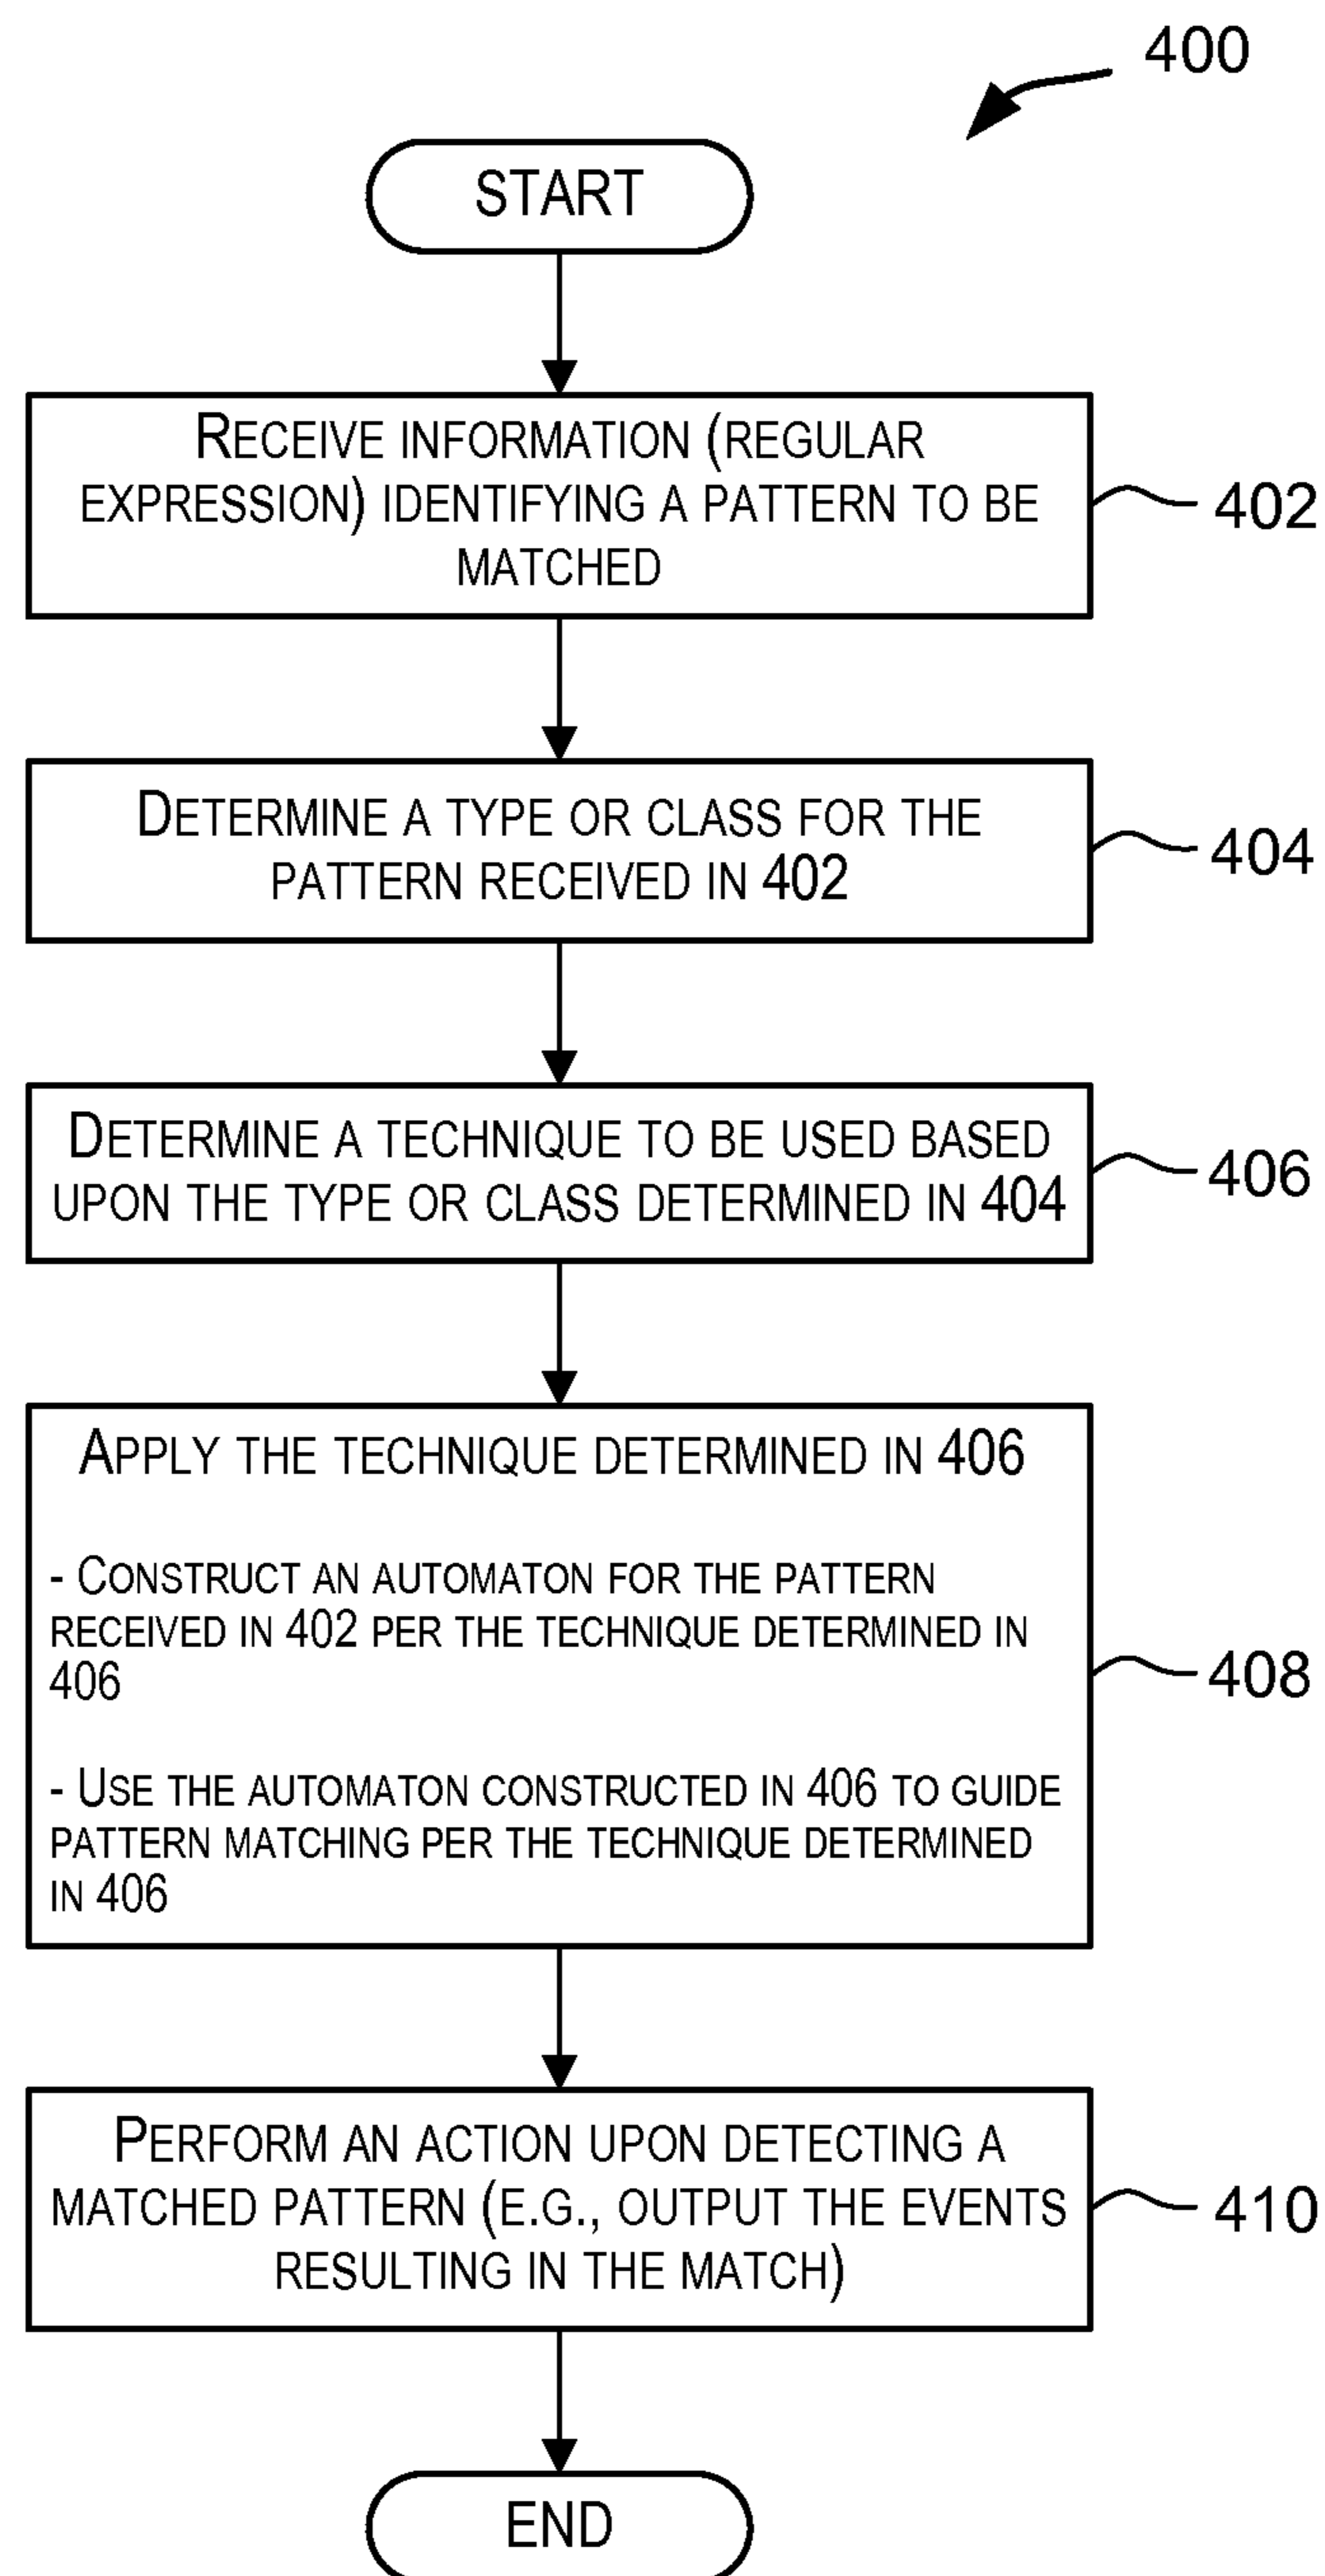 400
START
RECEIVE INFORMATION (REGULAR
EXPRESSION) IDENTIFYING A PATTERN TO BE
MATCHED
402
DETERMINE A TYPE OR CLASS FOR THE
PATTERN RECEIVED IN 402
404
DETERMINE A TECHNIQUE TO BE USED BASED
UPON THE TYPE OR CLASS DETERMINED IN 404
406
APPLY THE TECHNIQUE DETERMINED IN 406
- CONSTRUCT AN AUTOMATON FOR THE PATTERN
RECEIVED IN 402 PER THE TECHNIQUE DETERMINED IN
406
- USE THE AUTOMATON CONSTRUCTED IN 406 TO GUIDE
PATTERN MATCHING PER THE TECHNIQUE DETERMINED
IN 406
408
PERFORM AN ACTION UPON DETECTING A
MATCHED PATTERN (E.G., OUTPUT THE EVENTS
RESULTING IN THE MATCH)
410
END